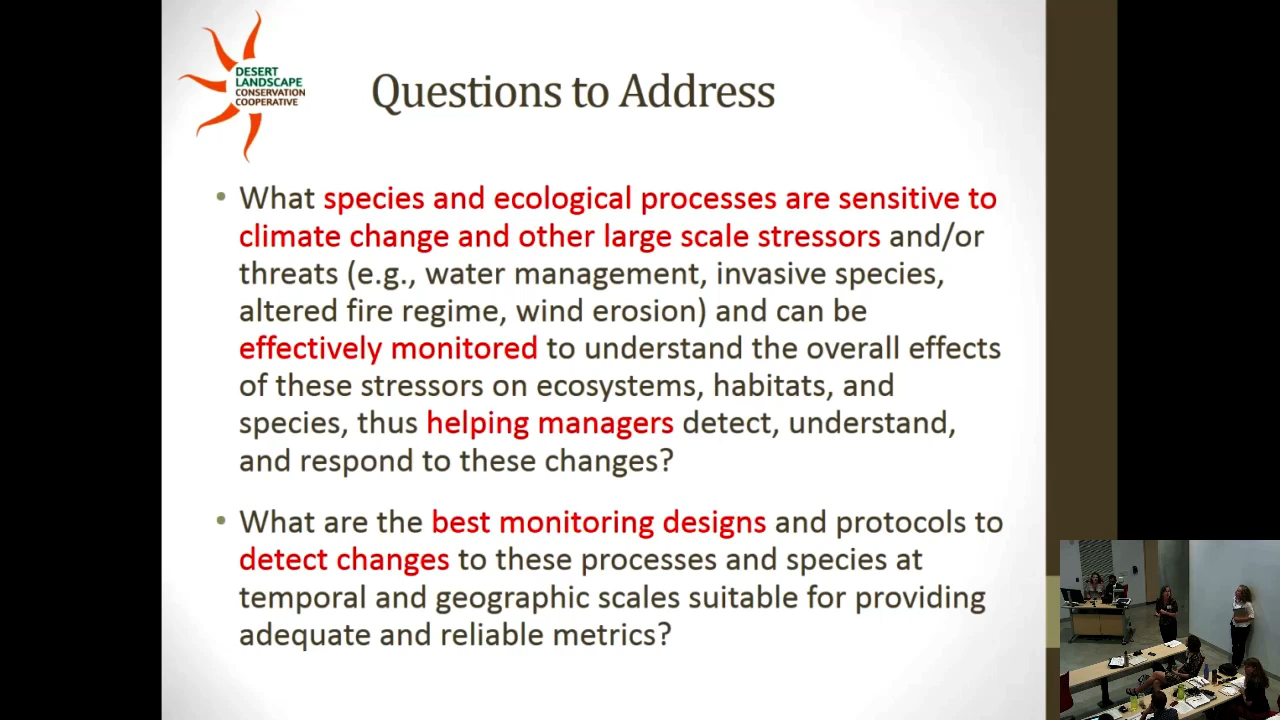 DESERT
LANDSCAPE
CONSERVATION
COOPERATIVE
Questions to Address
• What species and ecological processes are sensitive to
climate change and other large scale stressors and/or
threats (e.g., water management, invasive species,
altered fire regime, wind erosion) and can be
effectively monitored to understand the overall effects
of these stressors on ecosystems, habitats, and
species, thus helping managers detect, understand,
and respond to these changes?
• What are the best monitoring designs and protocols to
detect changes to these processes and species at
temporal and geographic scales suitable for providing
adequate and reliable metrics?